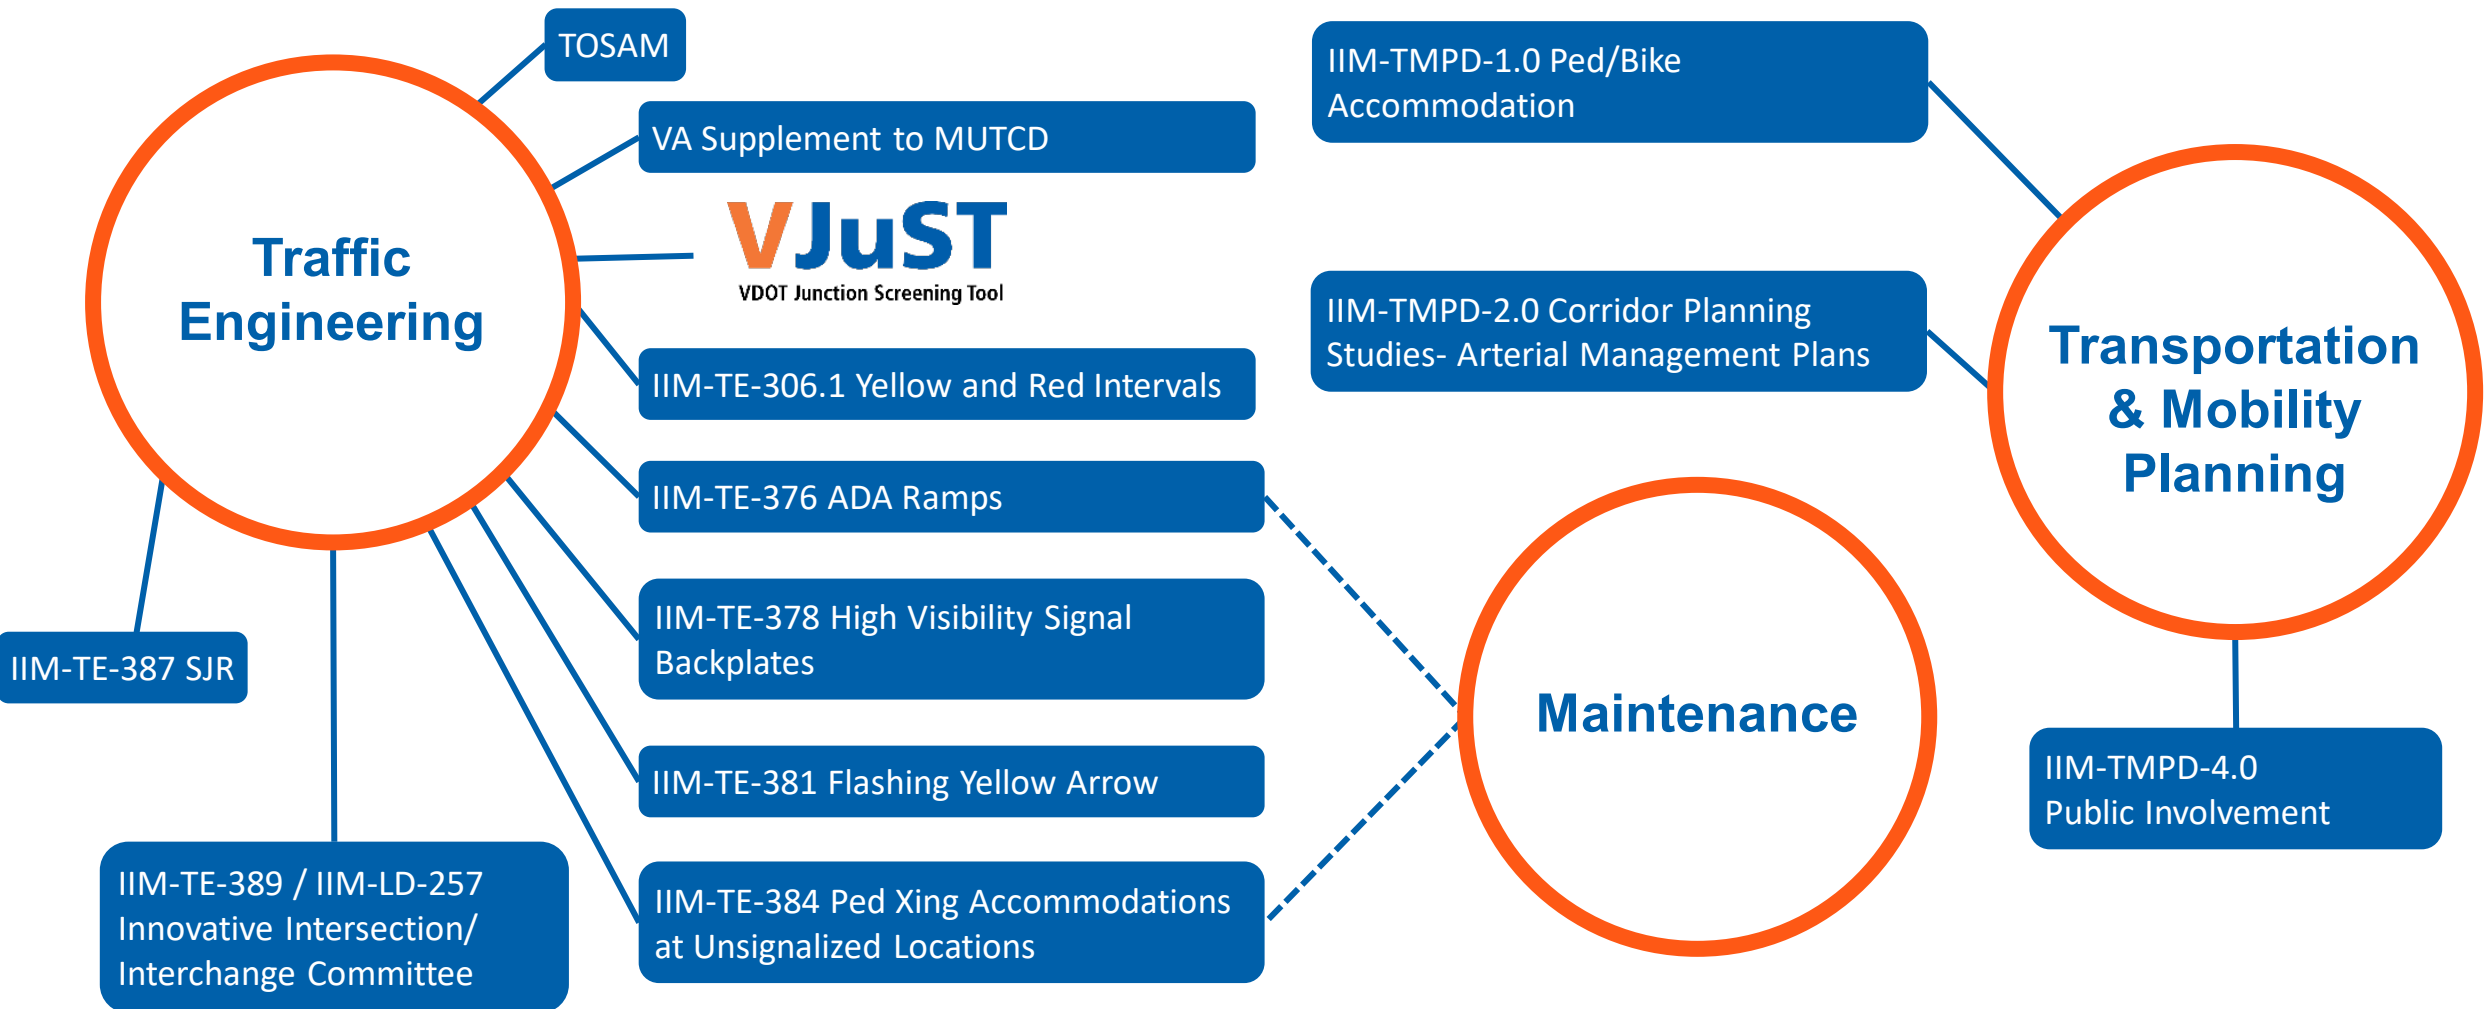 TOSAM
VA Supplement to MUTCD
VJuST
VDOT Junction Screening Tool
Traffic
Engineering
IIM-TE-306.1 Yellow and Red Intervals
IIM-TE-376 ADA Ramps
IIM-TE-378 High Visibility Signal
Backplates
IIM-TE-381 Flashing Yellow Arrow
IIM-TE-384 Ped Xing Accommodations
at Unsignalized Locations
IIM-TE-387 SJR
IIM-TE-389 / IIM-LD-257
Innovative Intersection/
Interchange Committee
IIM-TMPD-1.0 Ped/Bike
Accommodation
IIM-TMPD-2.0 Corridor Planning
Studies- Arterial Management Plans
Transportation
& Mobility
Planning
Maintenance
IIM-TMPD-4.0
Public Involvement